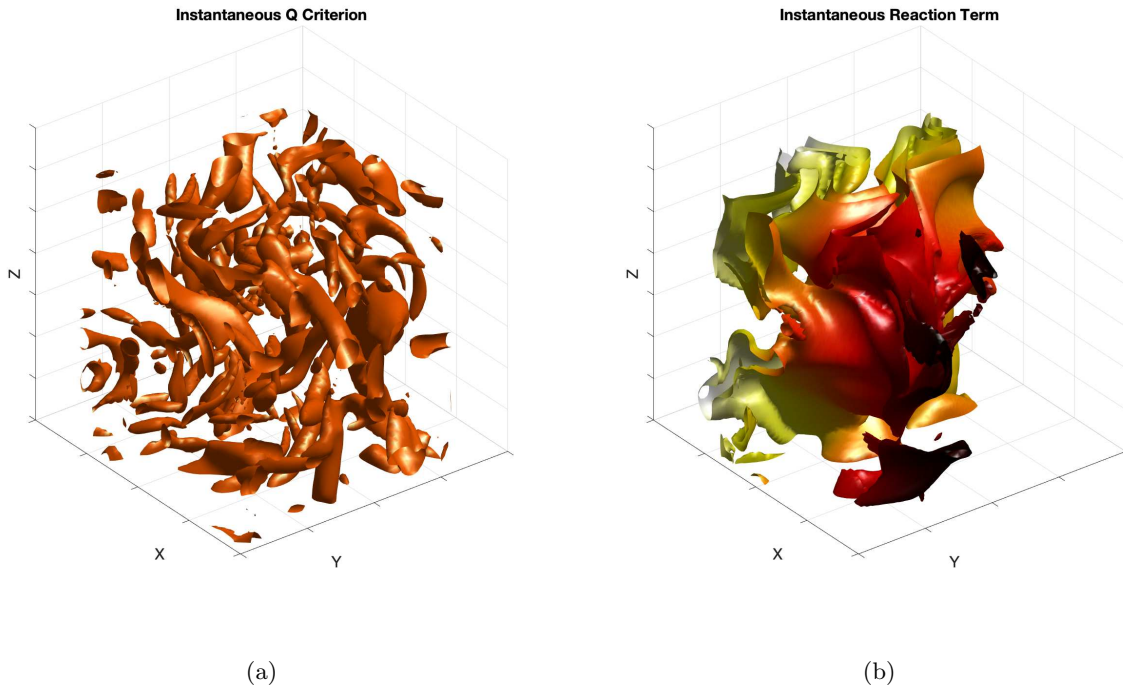 Instantaneous Q Criterion
Z
X
Y
(a)
Instantaneous Reaction Term
Z
X
Y
(b)